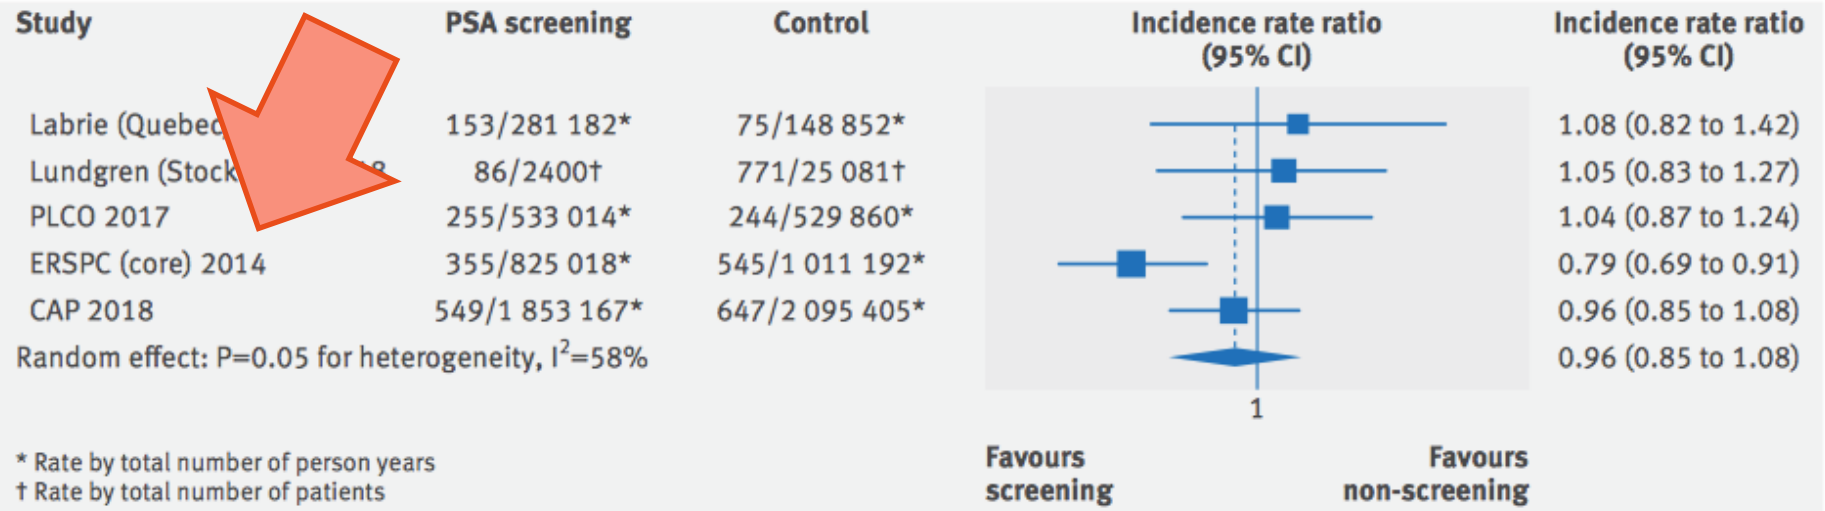 Study PSA screening Control Incidence rate ratio (95% CI) Incidence rate ratio (95% CI)
Labrie (Quebec 153/281 182* 75/148 852* 1.08 (0.82 to 1.42)
Lundgren (Stock 8 86/2400† 771/25 081† 1.05 (0.83 to 1.27)
PLCO 2017 255/533 014* 244/529 860* 1.04 (0.87 to 1.24)
ERSPC (core) 2014 355/825 018* 545/1 011 192* 0.79 (0.69 to 0.91)
CAP 2018 549/1 853 167* 647/2 095 405* 0.96 (0.85 to 1.08)
Random effect: P=0.05 for heterogeneity, I²=58% 0.96 (0.85 to 1.08)
1
* Rate by total number of person years
† Rate by total number of patients
Favours screening
Favours non-screening